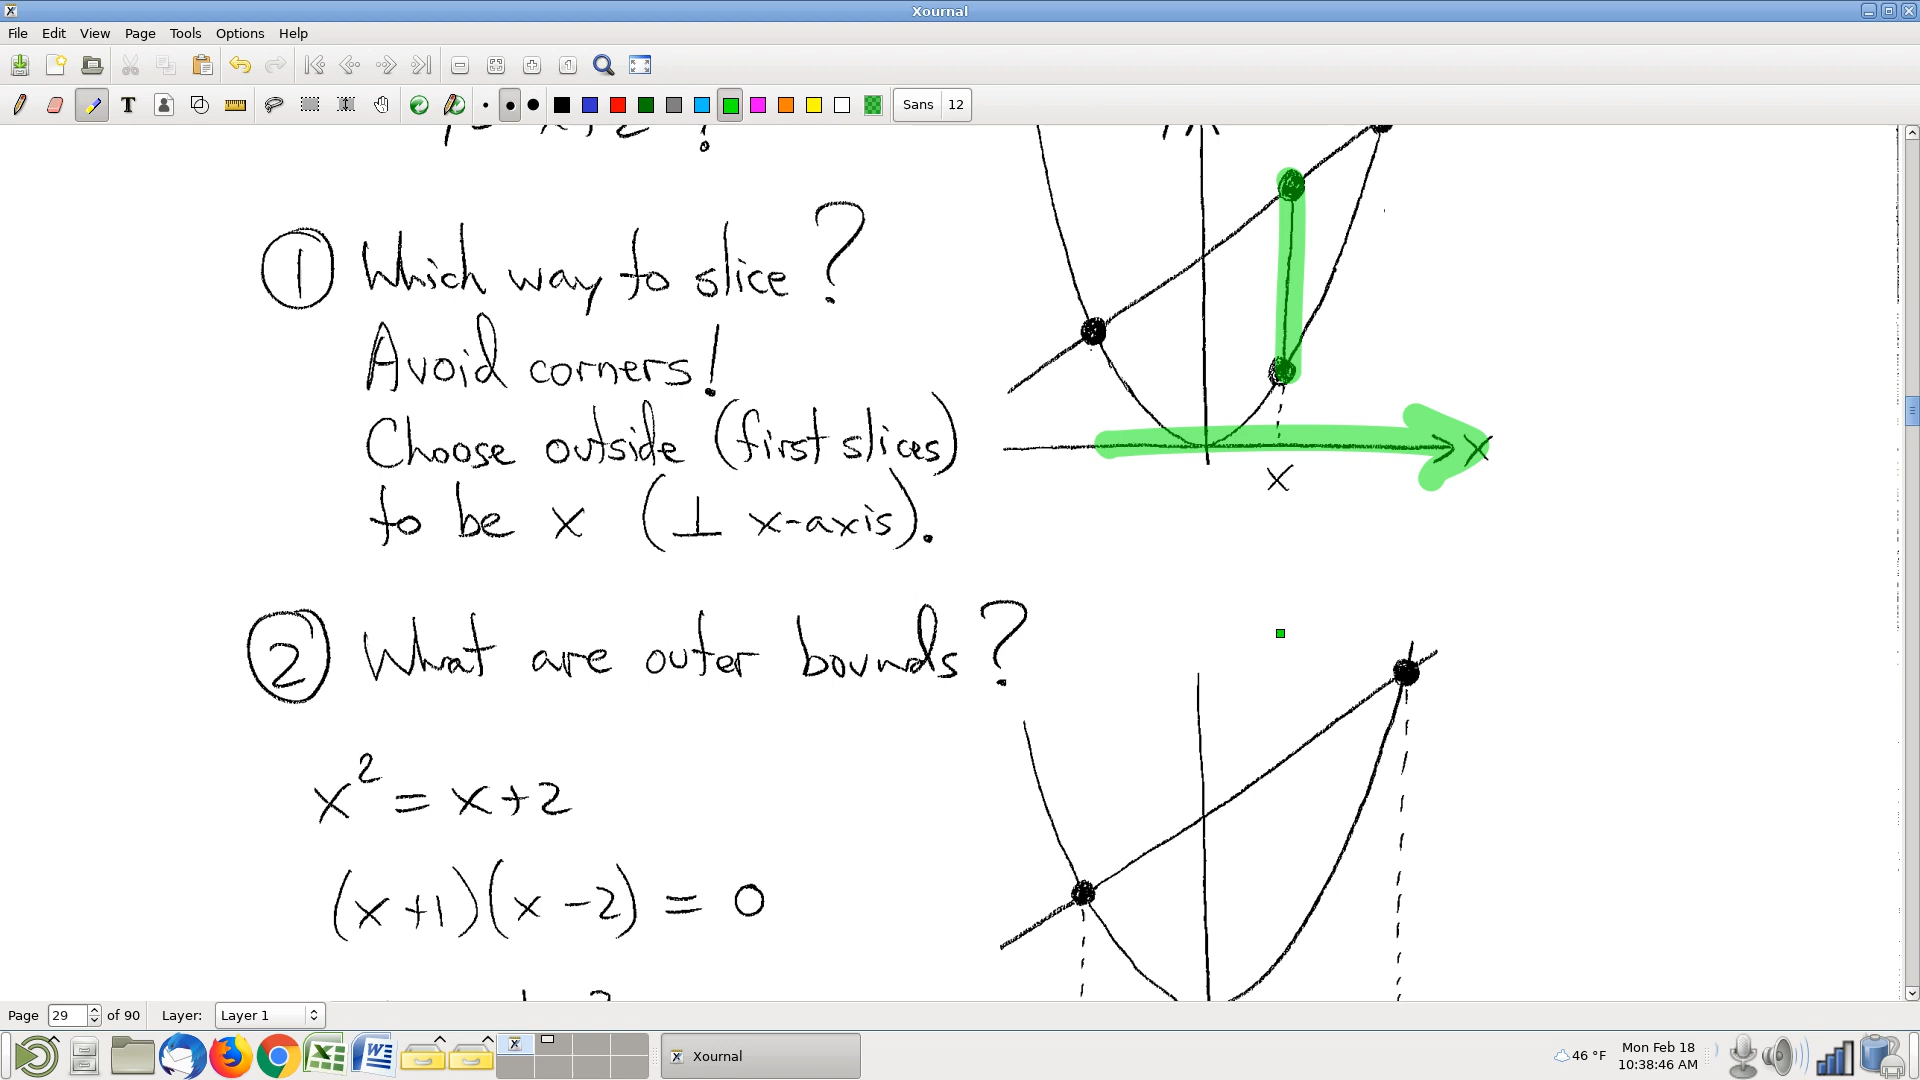 Xournal
File Edit View Page Tools Options Help
Sans 12
① Which way to slice?
Avoid corners!
Choose outside (first slices)
to be x (⊥ x-axis).
x
x
② What are outer bounds?
x² = x+2
(x+1)(x-2) = 0
Page 29 of 90 Layer: Layer 1
Xournal
46 °F
Mon Feb 18
10:38:46 AM